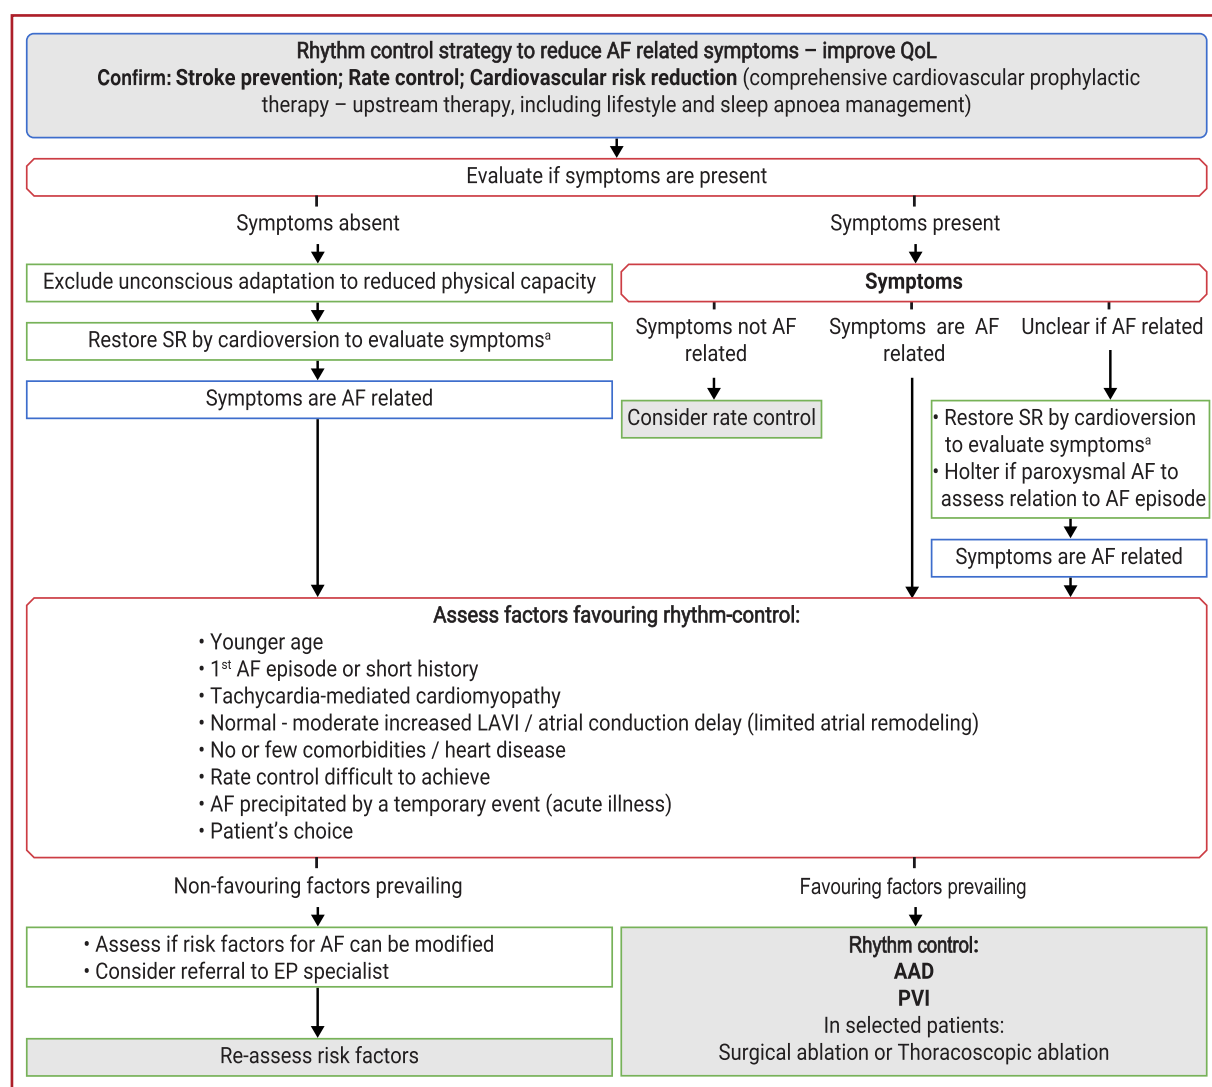 Rhythm control strategy to reduce AF related symptoms – improve QoL
Confirm: Stroke prevention; Rate control; Cardiovascular risk reduction (comprehensive cardiovascular prophylactic
therapy – upstream therapy, including lifestyle and sleep apnoea management)
Evaluate if symptoms are present
Symptoms absent
Symptoms present
Exclude unconscious adaptation to reduced physical capacity
Symptoms
Restore SR by cardioversion to evaluate symptomsᵃ
Symptoms are AF related
Symptoms not AF
related
Symptoms are AF
related
Unclear if AF related
Consider rate control
• Restore SR by cardioversion
to evaluate symptomsᵃ
• Holter if paroxysmal AF to
assess relation to AF episode
Symptoms are AF related
Assess factors favouring rhythm-control:
• Younger age
• 1ˢᵗ AF episode or short history
• Tachycardia-mediated cardiomyopathy
• Normal - moderate increased LAVI / atrial conduction delay (limited atrial remodeling)
• No or few comorbidities / heart disease
• Rate control difficult to achieve
• AF precipitated by a temporary event (acute illness)
• Patient’s choice
Non-favouring factors prevailing
Favouring factors prevailing
• Assess if risk factors for AF can be modified
• Consider referral to EP specialist
Re-assess risk factors
Rhythm control:
AAD
PVI
In selected patients:
Surgical ablation or Thoracoscopic ablation